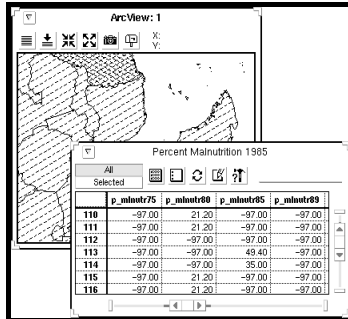 ArcView: 1
X:
Y:
Percent Malnutrition 1985
All
Selected
p_mlnutr75 p_mlnutr80 p_mlnutr85 p_mlnutr89
110 -97.00 21.20 -97.00 -97.00
111 -97.00 21.20 -97.00 -97.00
112 -97.00 -97.00 -97.00 -97.00
113 -97.00 -97.00 49.40 -97.00
114 -97.00 -97.00 35.00 -97.00
115 -97.00 21.20 -97.00 -97.00
116 -97.00 21.20 -97.00 -97.00